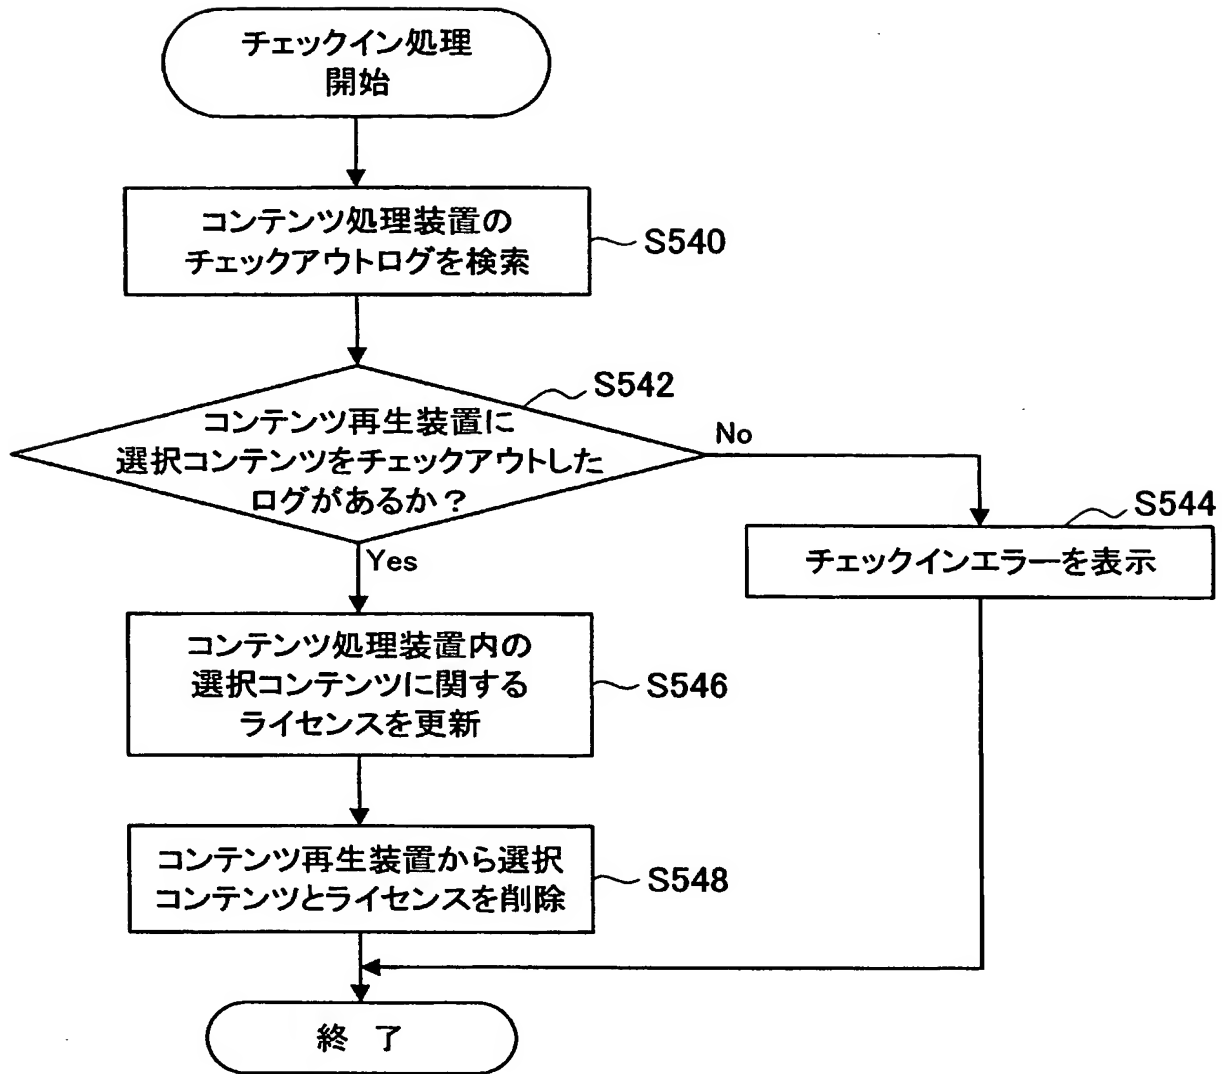 チェックイン処理
開始
コンテンツ処理装置の
チェックアウトログを検索
S540
S542
コンテンツ再生装置に
選択コンテンツをチェックアウトした
ログがあるか？
No
S544
チェックインエラーを表示
Yes
コンテンツ処理装置内の
選択コンテンツに関する
ライセンスを更新
S546
コンテンツ再生装置から選択
コンテンツとライセンスを削除
S548
終 了